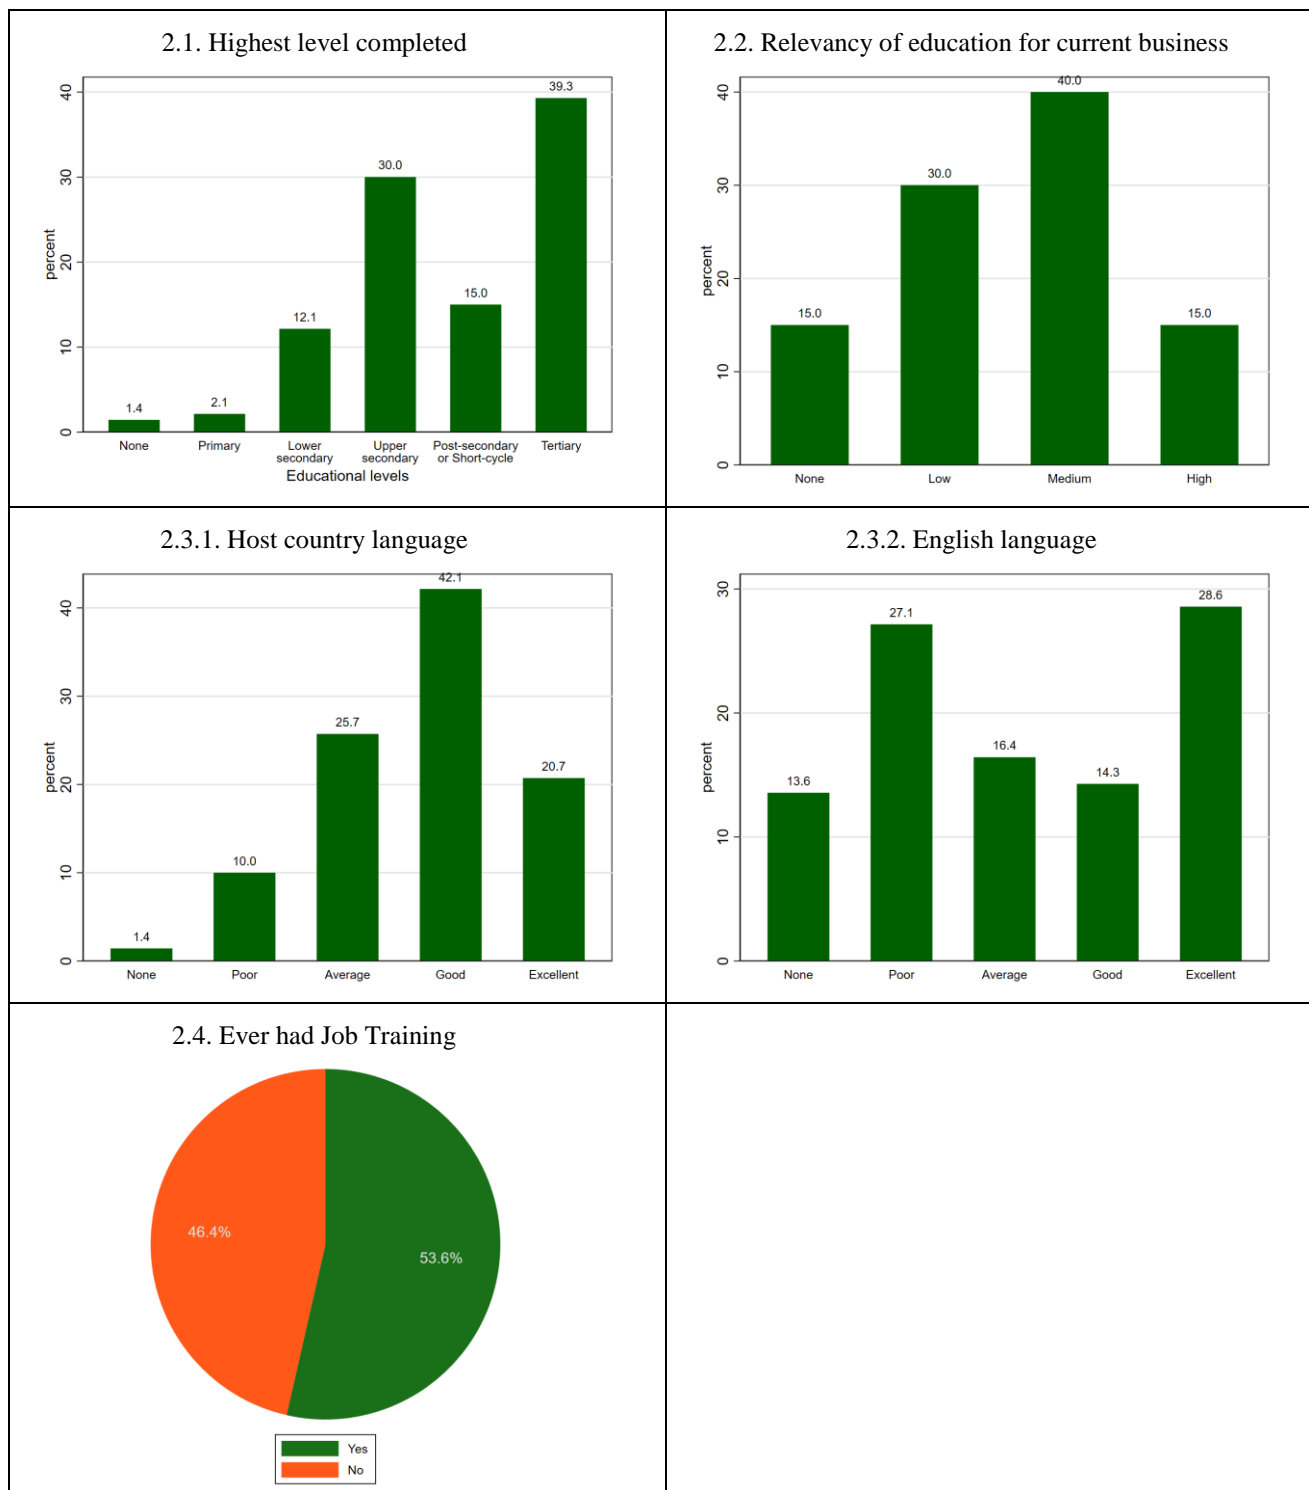 2.1. Highest level completed
percent
0
10
20
30
40
1.4
2.1
12.1
30.0
15.0
39.3
None
Primary
Lower
secondary
Upper
secondary
Post-secondary
or Short-cycle
Tertiary
Educational levels
2.2. Relevancy of education for current business
percent
0
10
20
30
40
15.0
30.0
40.0
15.0
None
Low
Medium
High
2.3.1. Host country language
percent
0
10
20
30
40
1.4
10.0
25.7
42.1
20.7
None
Poor
Average
Good
Excellent
2.3.2. English language
percent
0
10
20
30
13.6
27.1
16.4
14.3
28.6
None
Poor
Average
Good
Excellent
2.4. Ever had Job Training
46.4%
53.6%
Yes
No